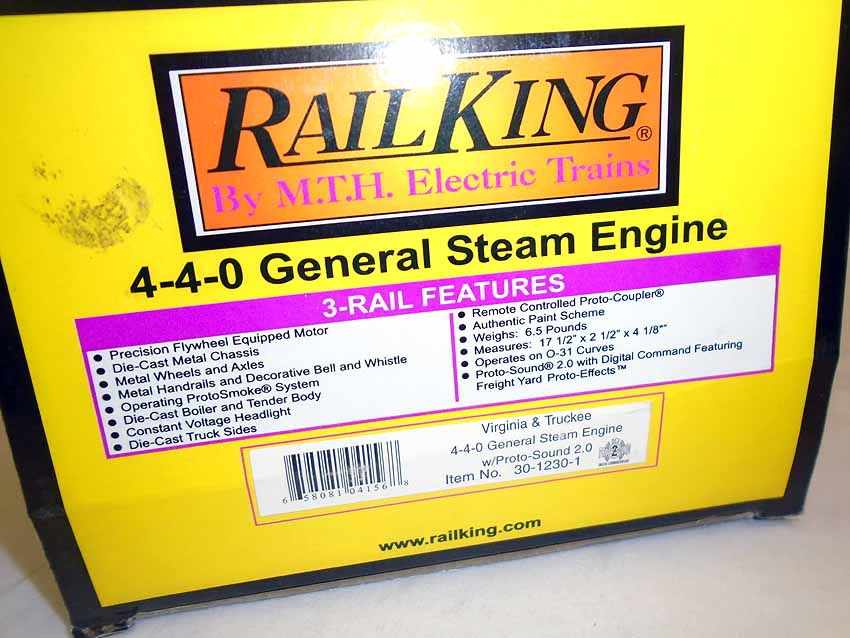 RAILKING®
By M.T.H. Electric Trains
4-4-0 General Steam Engine
3-RAIL FEATURES
• Precision Flywheel Equipped Motor
• Die-Cast Metal Chassis
• Metal Wheels and Axles
• Metal Handrails and Decorative Bell and Whistle
• Operating ProtoSmoke® System
• Die-Cast Boiler and Tender Body
• Constant Voltage Headlight
• Die-Cast Truck Sides
• Remote Controlled Proto-Coupler®
• Authentic Paint Scheme
• Weighs: 6.5 Pounds
• Measures: 17 1/2" x 2 1/2" x 4 1/8""
• Operates on O-31 Curves
• Proto-Sound® 2.0 with Digital Command Featuring
Freight Yard Proto-Effects™
Virginia & Truckee
4-4-0 General Steam Engine
w/Proto-Sound 2.0
Item No. 30-1230-1
6 58081 04156 8
www.railking.com